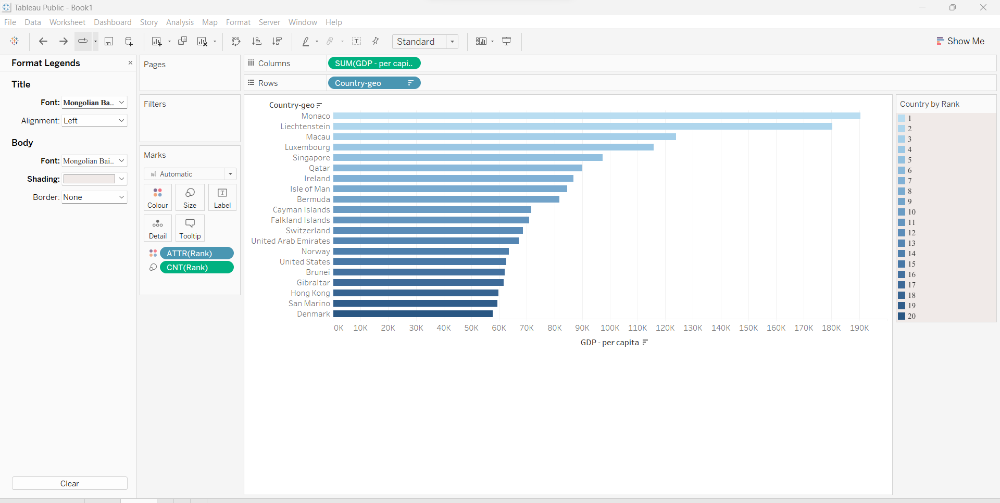 Tableau Public - Book1
File Data Worksheet Dashboard Story Analysis Map Format Server Window Help
Standard
Show Me
Format Legends
Title
Font: Mongolian Ba..
Alignment: Left
Body
Font: Mongolian Bai..
Shading:
Border: None
Clear
Pages
Filters
Marks
Automatic
Colour Size Label
Detail Tooltip
ATTR(Rank)
CNT(Rank)
Columns SUM(GDP - per capi..
Rows Country-geo
Country-geo
Monaco
Liechtenstein
Macau
Luxembourg
Singapore
Qatar
Ireland
Isle of Man
Bermuda
Cayman Islands
Falkland Islands
Switzerland
United Arab Emirates
Norway
United States
Brunei
Gibraltar
Hong Kong
San Marino
Denmark
0K 10K 20K 30K 40K 50K 60K 70K 80K 90K 100K 110K 120K 130K 140K 150K 160K 170K 180K 190K
GDP - per capita
Country by Rank
1
2
3
4
5
6
7
8
9
10
11
12
13
14
15
16
17
18
19
20